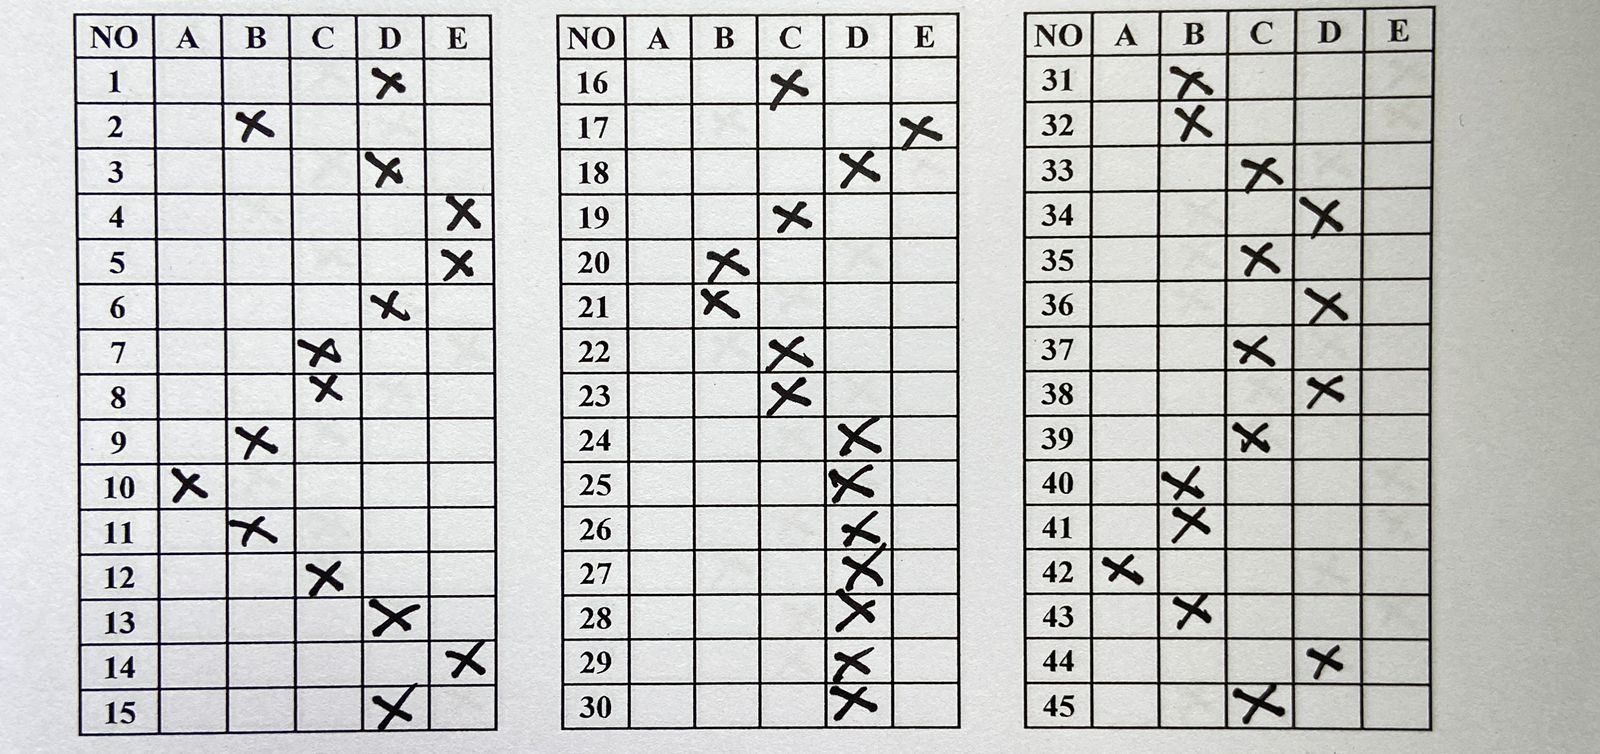 NO A B C D E
1 X
2 X
3 X
4 X
5 X
6 X
7 X
8 X
9 X
10 X
11 X
12 X
13 X
14 X
15 X
NO A B C D E
16 X
17 X
18 X
19 X
20 X
21 X
22 X
23 X
24 X
25 X
26 X
27 X
28 X
29 X
30 X
NO A B C D E
31 X
32 X
33 X
34 X
35 X
36 X
37 X
38 X
39 X
40 X
41 X
42 X
43 X
44 X
45 X